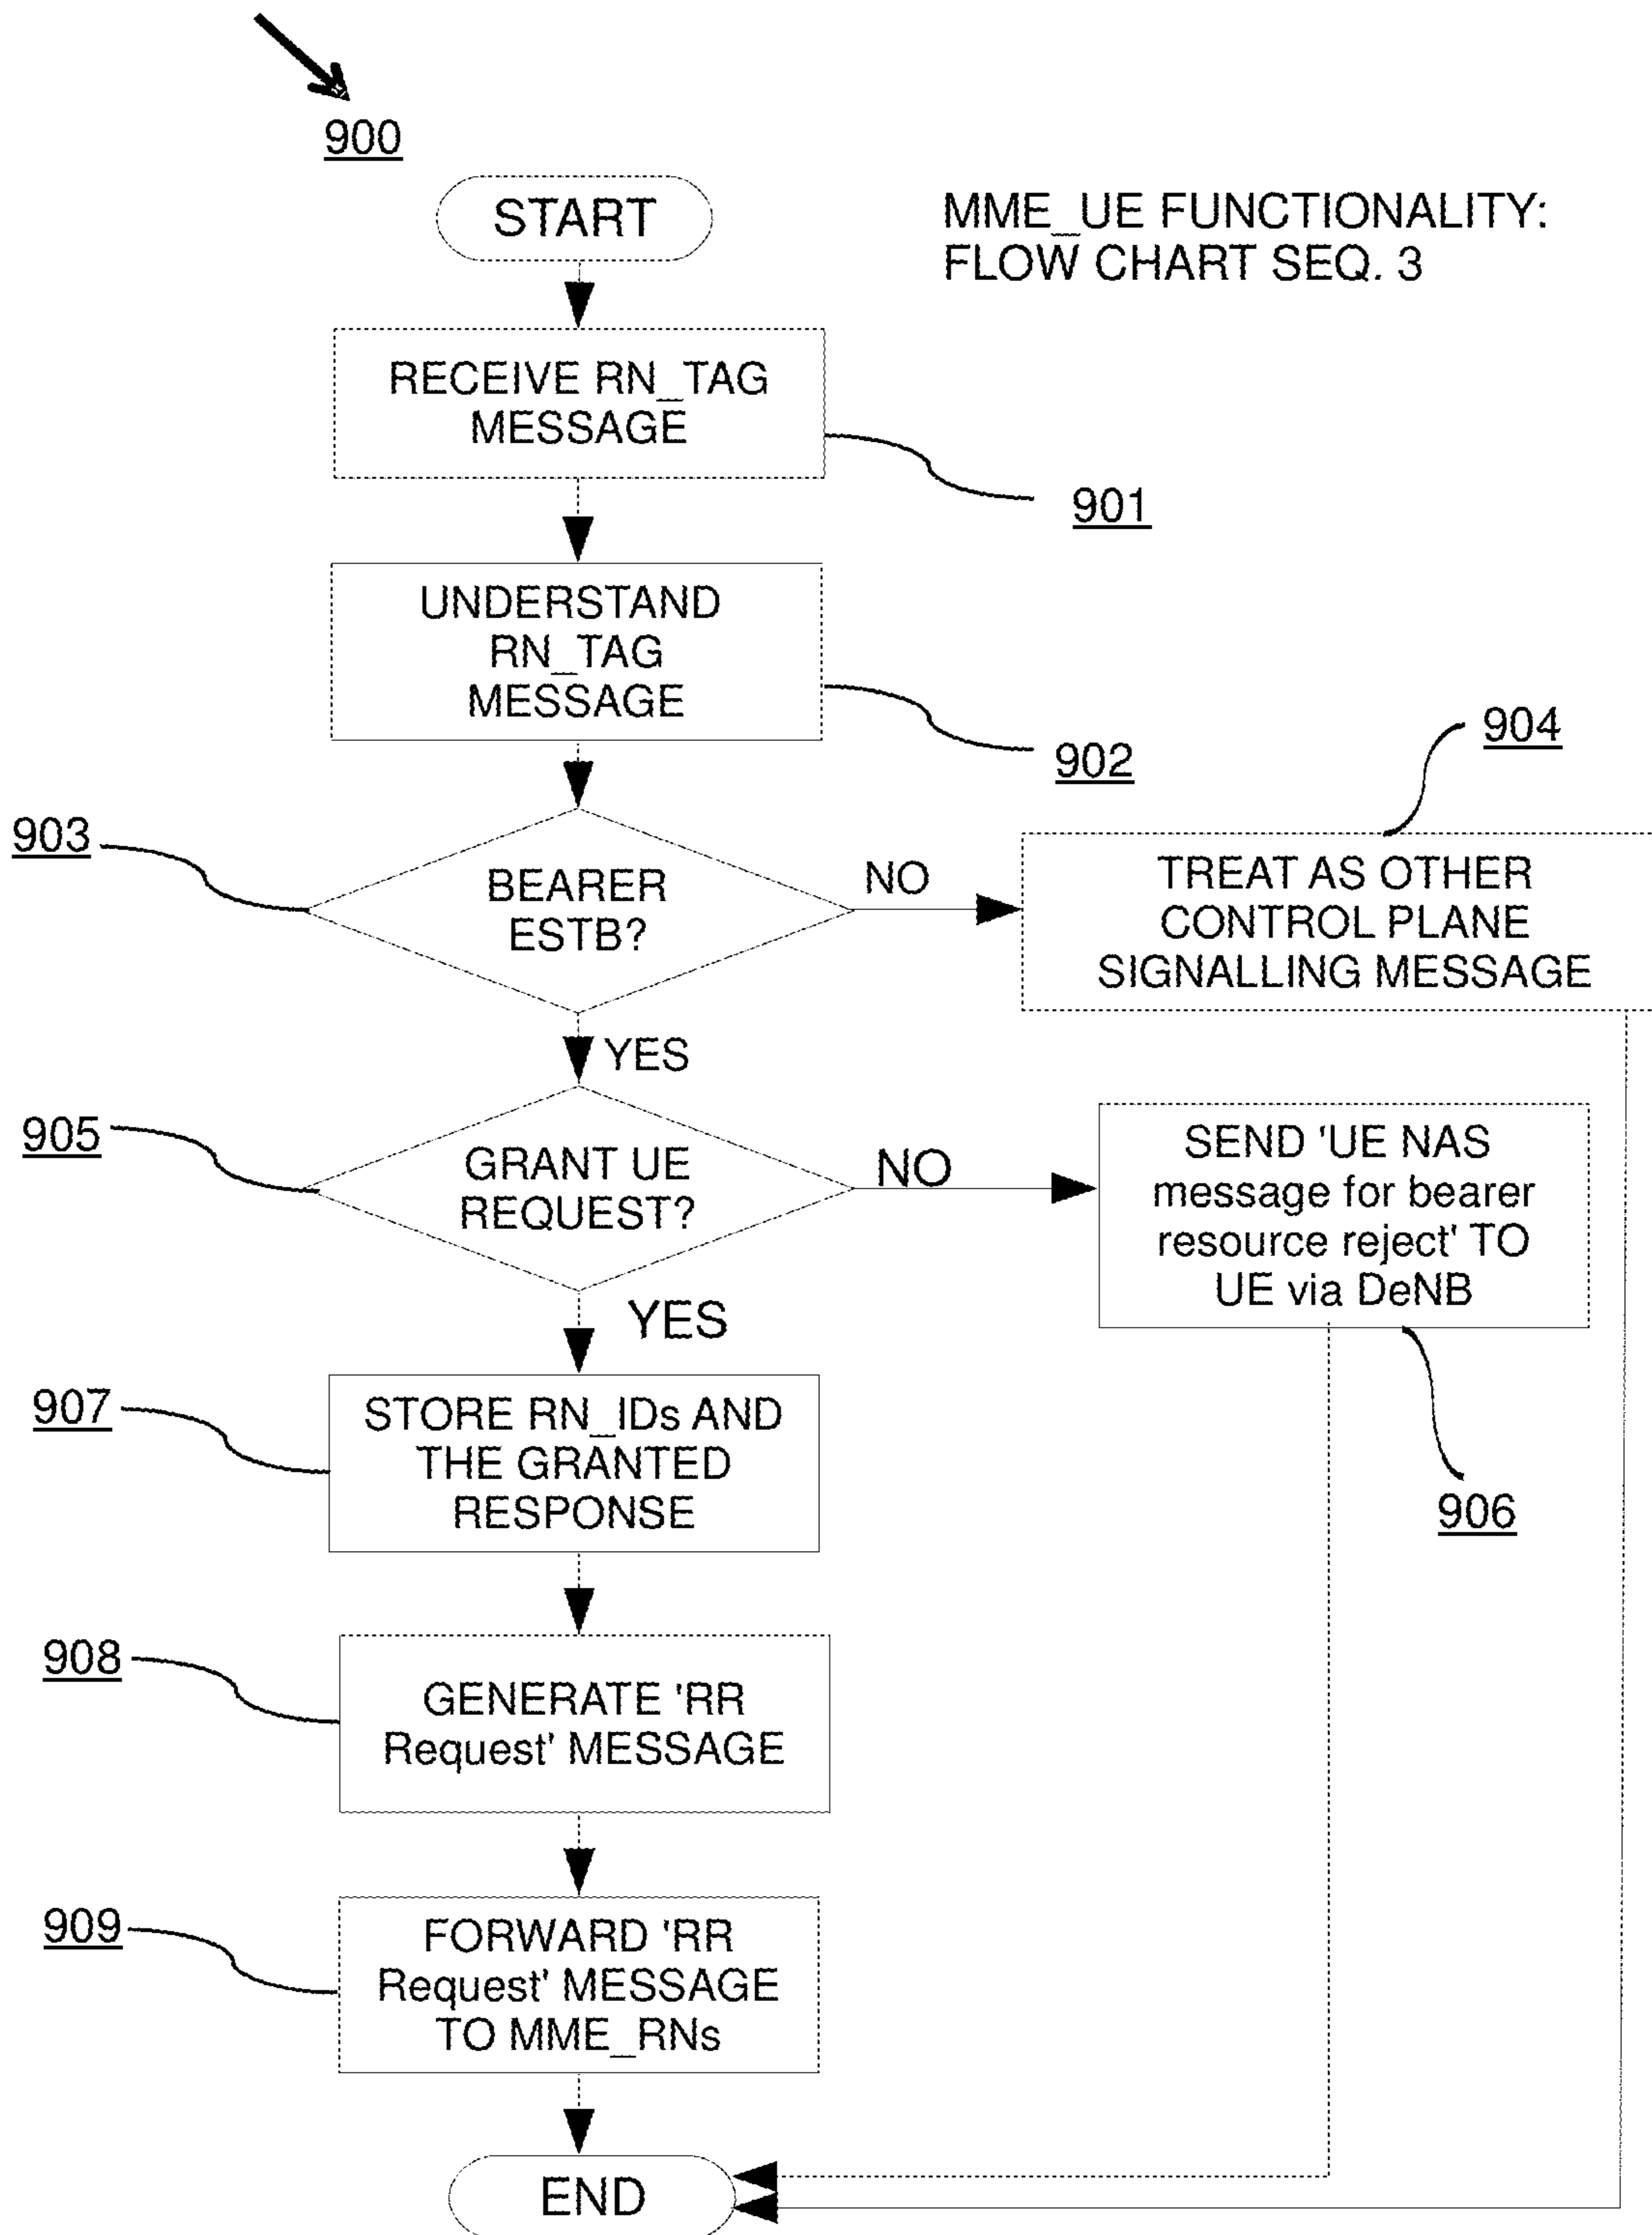 900
START
MME_UE FUNCTIONALITY:
FLOW CHART SEQ. 3
RECEIVE RN_TAG
MESSAGE
901
UNDERSTAND
RN_TAG
MESSAGE
902
903
BEARER
ESTB?
NO
904
TREAT AS OTHER
CONTROL PLANE
SIGNALLING MESSAGE
YES
905
GRANT UE
REQUEST?
NO
SEND 'UE NAS
message for bearer
resource reject' TO
UE via DeNB
906
YES
907
STORE RN_IDs AND
THE GRANTED
RESPONSE
908
GENERATE 'RR
Request' MESSAGE
909
FORWARD 'RR
Request' MESSAGE
TO MME_RNs
END